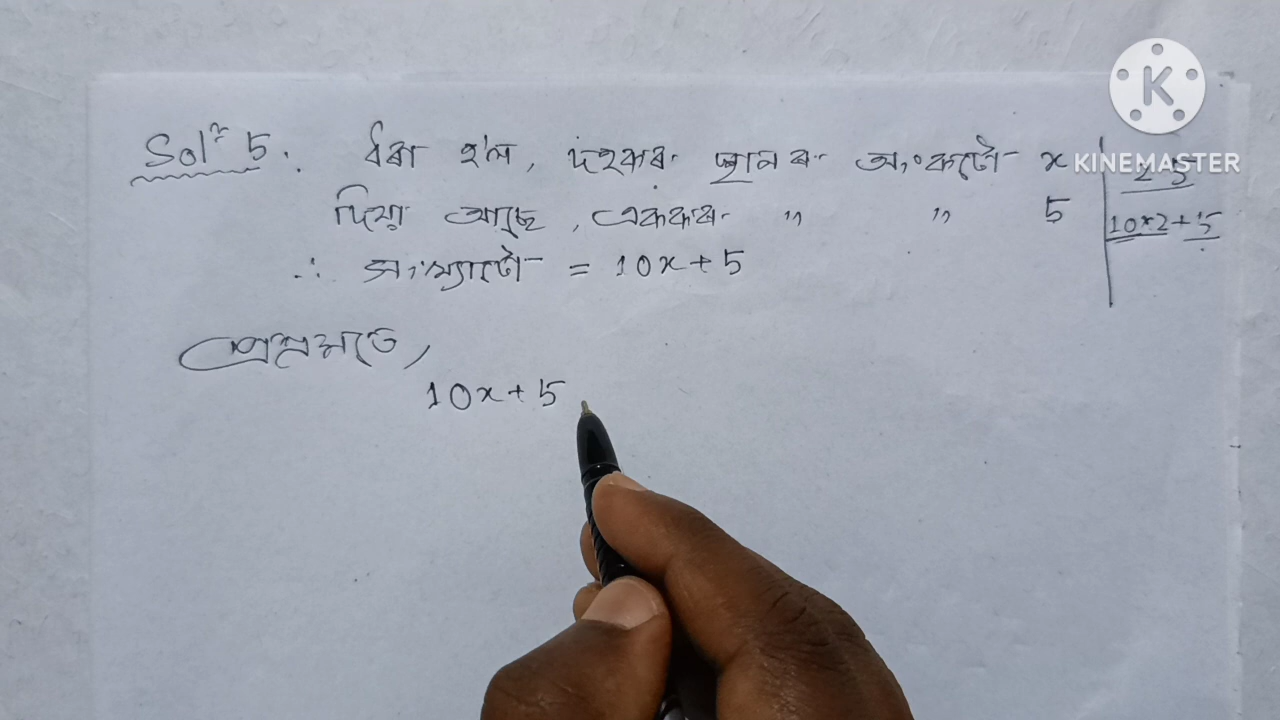 Solⁿ 5. ধৰা হ'ল, দহকৰ স্থানৰ অংকটো x
দিয়া আছে, এককৰ " " 5
∴ সংখ্যাটো = 10x+5
প্ৰশ্নমতে,
10x+5
25
10×2+5
KINEMASTER